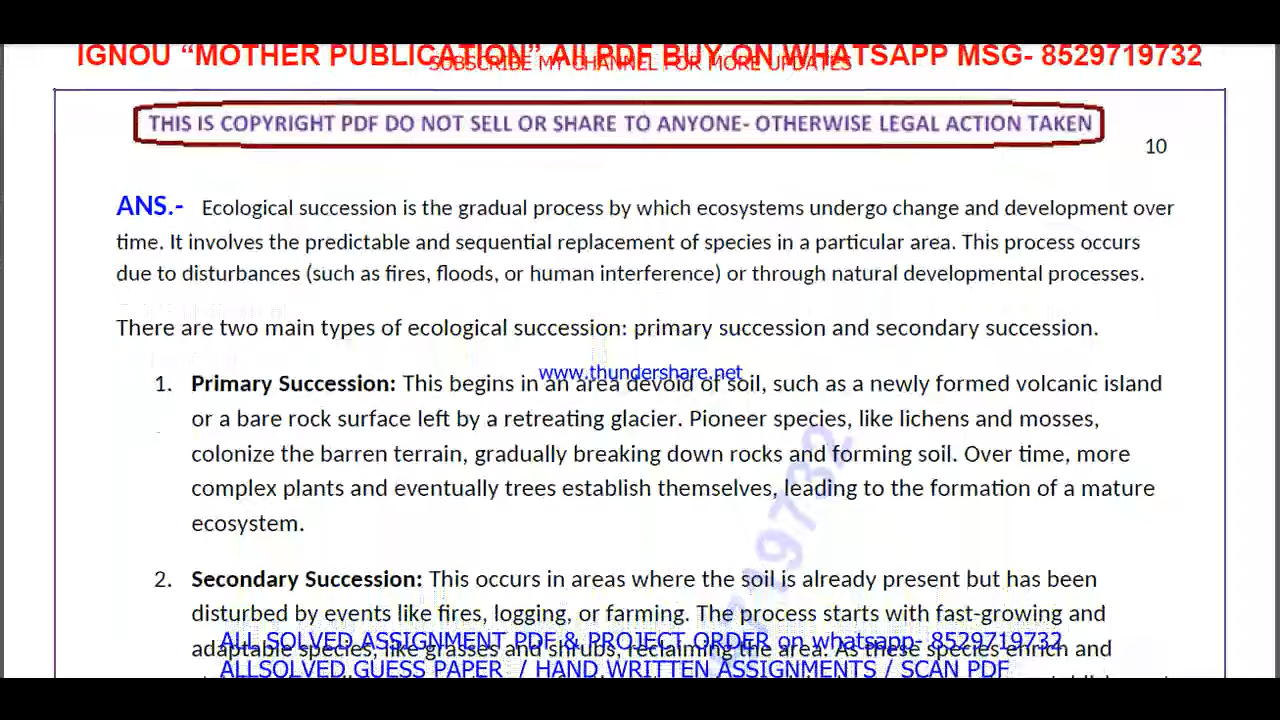 IGNOU “MOTHER PUBLICATION” AII PDF BUY ON WHATSAPP MSG- 8529719732
SUBSCRIBE MY CHANNEL FOR MORE UPDATES
THIS IS COPYRIGHT PDF DO NOT SELL OR SHARE TO ANYONE- OTHERWISE LEGAL ACTION TAKEN
10
ANS.- Ecological succession is the gradual process by which ecosystems undergo change and development over
time. It involves the predictable and sequential replacement of species in a particular area. This process occurs
due to disturbances (such as fires, floods, or human interference) or through natural developmental processes.
There are two main types of ecological succession: primary succession and secondary succession.
www.thundershare.net
1. Primary Succession: This begins in an area devoid of soil, such as a newly formed volcanic island
or a bare rock surface left by a retreating glacier. Pioneer species, like lichens and mosses,
colonize the barren terrain, gradually breaking down rocks and forming soil. Over time, more
complex plants and eventually trees establish themselves, leading to the formation of a mature
ecosystem.
2. Secondary Succession: This occurs in areas where the soil is already present but has been
disturbed by events like fires, logging, or farming. The process starts with fast-growing and
ALL SOLVED ASSIGNMENT PDF & PROJECT ORDER on whatsapp- 8529719732
adaptable species, like grasses and shrubs, reclaiming the area. As these species enrich and
ALLSOLVED GUESS PAPER / HAND WRITTEN ASSIGNMENTS / SCAN PDF